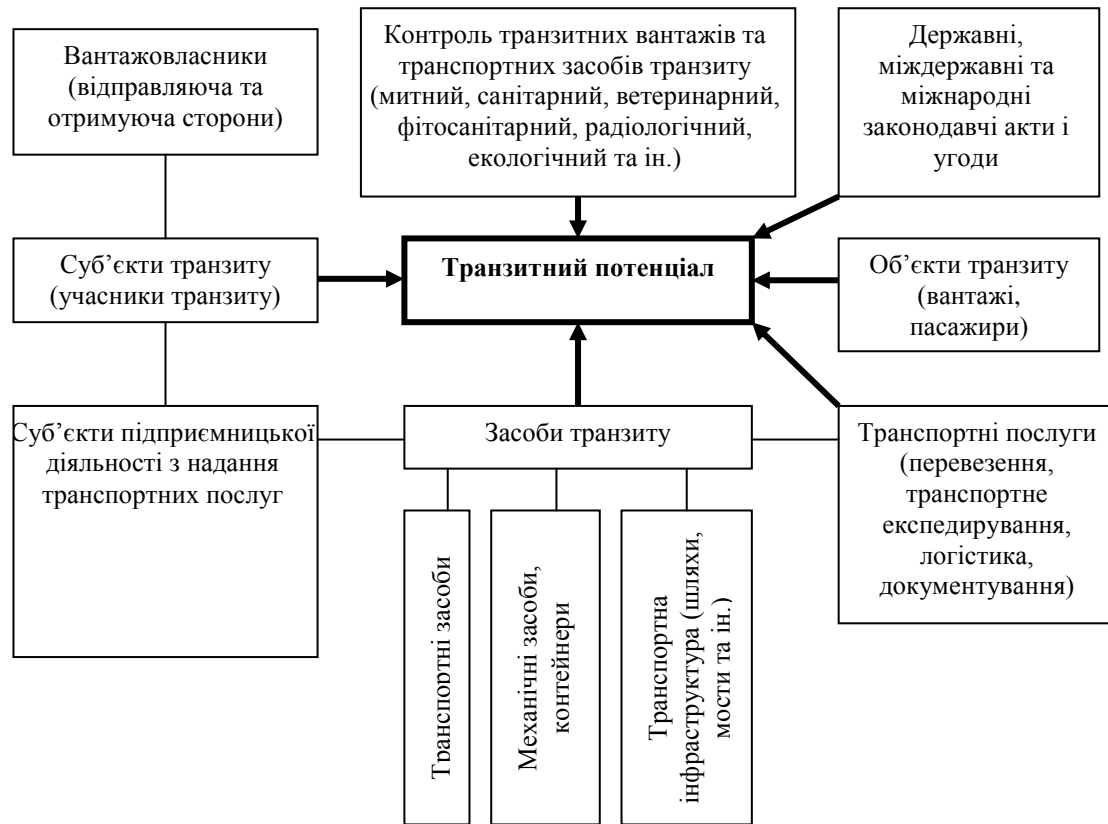 Вантажовласники
(відправляюча та
отримуюча сторони)
Контроль транзитних вантажів та
транспортних засобів транзиту
(митний, санітарний, ветеринарний,
фітосанітарний, радіологічний,
екологічний та ін.)
Державні,
міждержавні та
міжнародні
законодавчі акти і
угоди
Суб’єкти транзиту
(учасники транзиту)
Транзитний потенціал
Об’єкти транзиту
(вантажі,
пасажири)
Суб’єкти підприємницької
діяльності з надання
транспортних послуг
Засоби транзиту
Транспортні послуги
(перевезення,
транспортне
експедирування,
логістика,
документування)
Транспортні засоби
Механічні засоби,
контейнери
Транспортна
інфраструктура (шляхи,
мости та ін.)